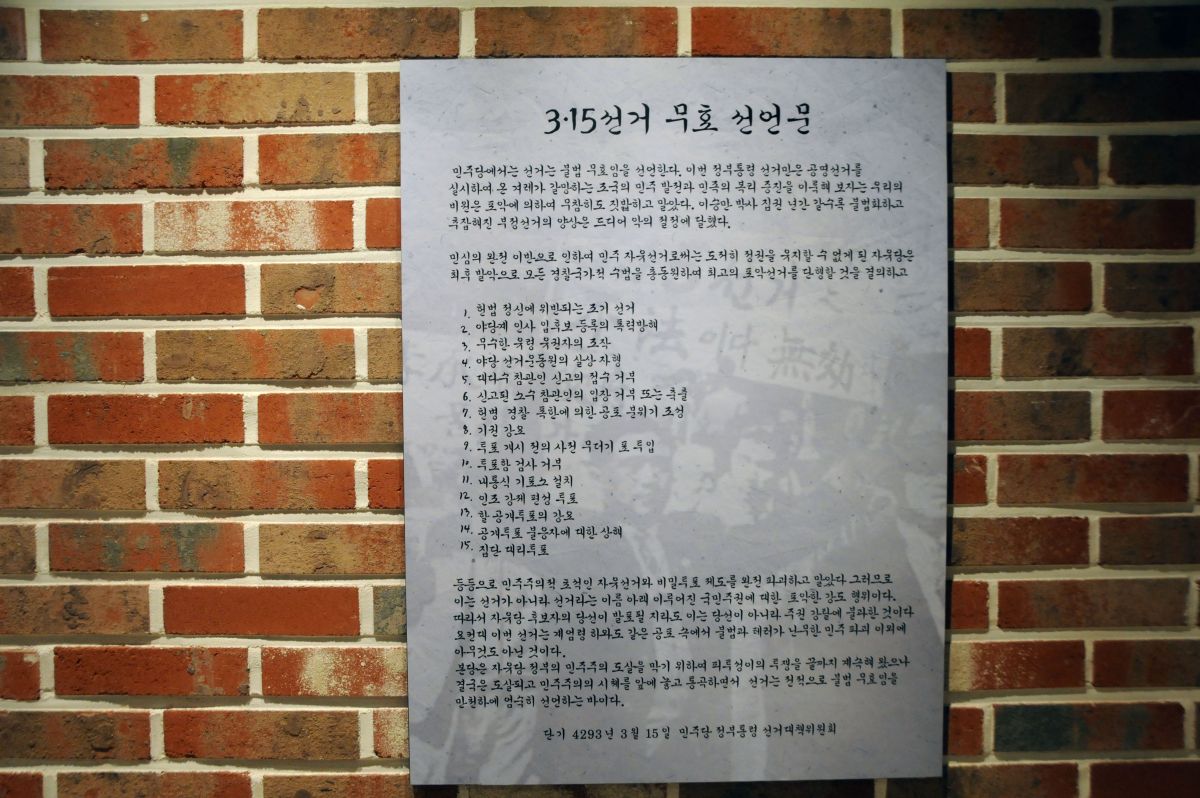 3·15선거 무효 선언문
민주당에서는 선거는 불법 무효임을 선언한다. 이번 정부통령 선거만은 공명선거를
실시하여 온 겨레가 갈망하는 조국의 민주 발전과 민족의 복리 증진을 이룩해 보자는 우리의
비원은 포악에 의하여 무참히도 짓밟히고 말았다. 이승만 박사 집권 년간 갈수록 불법화하고
추잡해진 부정선거의 양상은 드디어 악의 절정에 달했다.
민심의 완전 이반으로 인하여 민주 자유선거로써는 도저히 정권을 유지할 수 없게 된 자유당은
최후 발악으로 모든 경찰국가적 수법을 총동원하여 최고의 포악선거를 단행할 것을 결의하고
1. 헌법 정신에 위반되는 조기 선거
2. 야당계 인사 입후보 등록의 폭력방해
3. 무수한 유령 유권자의 조작
4. 야당 선거운동원의 살상 자행
5. 대다수 참관인 신고의 접수 거부
6. 신고된 소수 참관인의 입장 거부 또는 축출
7. 헌병 경찰 폭한에 의한 공포 분위기 조성
8. 기권 강요
9. 투표 개시 전의 사전 무더기 표 투입
10. 투표함 검사 거부
11. 내통식 기표소 설치
12. 인조 강제 편성 투표
13. 할 공개투표의 강요
14. 공개투표 불응자에 대한 상해
15. 집단 대리투표
등등으로 민주주의적 초석인 자유선거와 비밀투표 제도를 완전 파괴하고 말았다 그러므로
이는 선거가 아니라 선거라는 이름 아래 이루어진 국민주권에 대한 포악한 강도 행위이다.
따라서 자유당 후보자의 당선이 발표될 지라도 이는 당선이 아니라 주권 강탈에 불과한 것이다
요컨대 이번 선거는 계엄령 하와도 같은 공포 속에서 불법과 테러가 난무한 민주 파괴 이외에
아무것도 아닌 것이다.
본당은 자유당 정부의 민주주의 도살을 막기 위하여 피투성이의 투쟁을 끝까지 계속해 왔으나
결국은 도살되고 민주주의의 시체를 앞에 놓고 통곡하면서 선거는 전적으로 불법 무효임을
만천하에 엄숙히 선언하는 바이다.
단기 4293년 3월 15일 민주당 정부통령 선거대책위원회
선거는
法 이다 無効